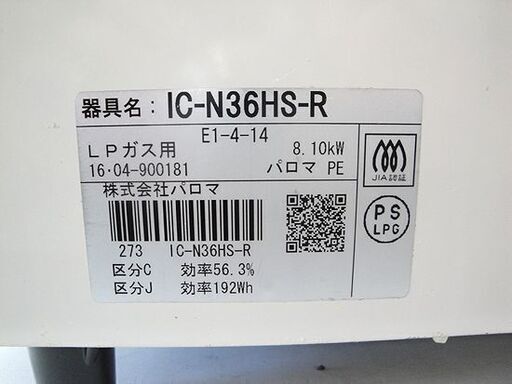 器具名：IC-N36HS-R
E1-4-14
LPガス用 8.10kW
16・04-900181 パロマ PE
株式会社パロマ
273 IC-N36HS-R
区分C 効率56.3%
区分J 効率192Wh
JIA認証
PS
LPG